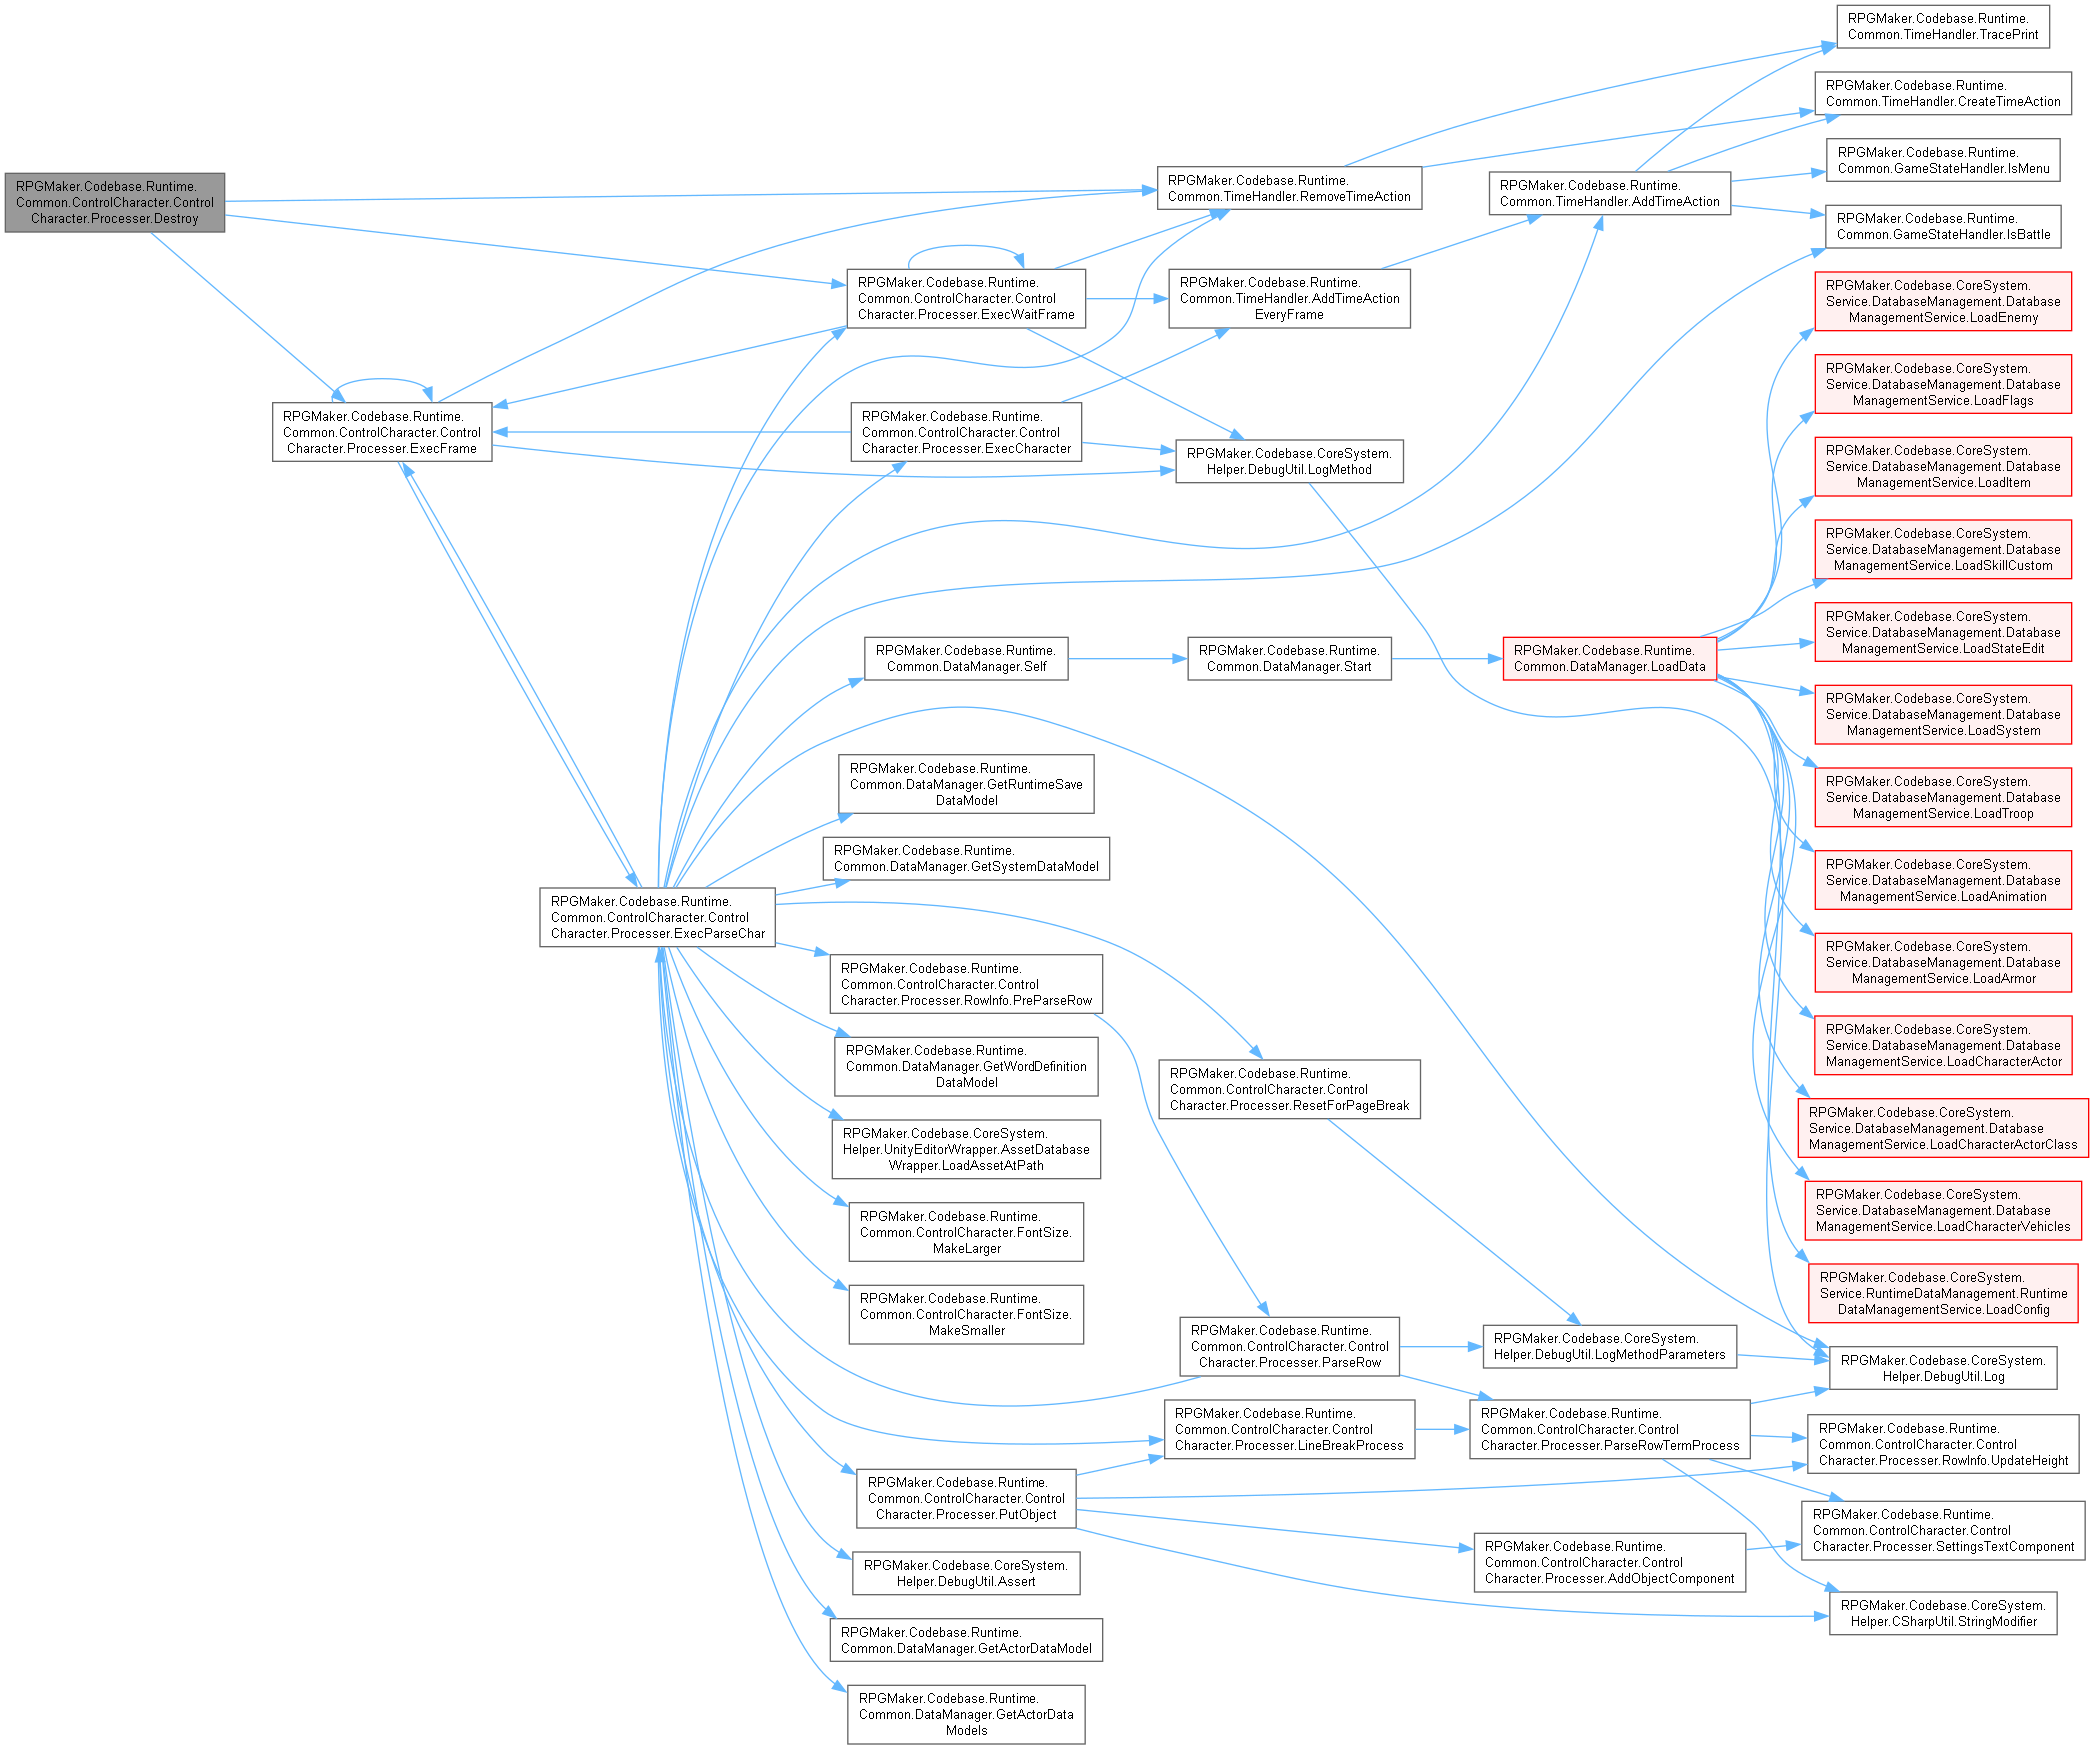 RPGMaker.Codebase.Runtime.
Common.ControlCharacter.Control
Character.Processer.Destroy
RPGMaker.Codebase.Runtime.
Common.ControlCharacter.Control
Character.Processer.ExecFrame
RPGMaker.Codebase.Runtime.
Common.ControlCharacter.Control
Character.Processer.ExecParseChar
RPGMaker.Codebase.Runtime.
Common.ControlCharacter.Control
Character.Processer.ExecWaitFrame
RPGMaker.Codebase.Runtime.
Common.ControlCharacter.Control
Character.Processer.ExecCharacter
RPGMaker.Codebase.Runtime.
Common.DataManager.Self
RPGMaker.Codebase.Runtime.
Common.DataManager.GetRuntimeSave
DataModel
RPGMaker.Codebase.Runtime.
Common.DataManager.GetSystemDataModel
RPGMaker.Codebase.Runtime.
Common.ControlCharacter.Control
Character.Processer.RowInfo.PreParseRow
RPGMaker.Codebase.Runtime.
Common.DataManager.GetWordDefinition
DataModel
RPGMaker.Codebase.CoreSystem.
Helper.UnityEditorWrapper.AssetDatabase
Wrapper.LoadAssetAtPath
RPGMaker.Codebase.Runtime.
Common.ControlCharacter.FontSize.
MakeLarger
RPGMaker.Codebase.Runtime.
Common.ControlCharacter.FontSize.
MakeSmaller
RPGMaker.Codebase.Runtime.
Common.ControlCharacter.Control
Character.Processer.PutObject
RPGMaker.Codebase.CoreSystem.
Helper.DebugUtil.Assert
RPGMaker.Codebase.Runtime.
Common.DataManager.GetActorDataModel
RPGMaker.Codebase.Runtime.
Common.DataManager.GetActorData
Models
RPGMaker.Codebase.Runtime.
Common.TimeHandler.RemoveTimeAction
RPGMaker.Codebase.Runtime.
Common.TimeHandler.AddTimeAction
EveryFrame
RPGMaker.Codebase.CoreSystem.
Helper.DebugUtil.LogMethod
RPGMaker.Codebase.Runtime.
Common.DataManager.Start
RPGMaker.Codebase.Runtime.
Common.ControlCharacter.Control
Character.Processer.ResetForPageBreak
RPGMaker.Codebase.Runtime.
Common.ControlCharacter.Control
Character.Processer.ParseRow
RPGMaker.Codebase.Runtime.
Common.ControlCharacter.Control
Character.Processer.LineBreakProcess
RPGMaker.Codebase.Runtime.
Common.TimeHandler.AddTimeAction
RPGMaker.Codebase.Runtime.
Common.DataManager.LoadData
RPGMaker.Codebase.CoreSystem.
Helper.DebugUtil.LogMethodParameters
RPGMaker.Codebase.Runtime.
Common.ControlCharacter.Control
Character.Processer.ParseRowTermProcess
RPGMaker.Codebase.Runtime.
Common.ControlCharacter.Control
Character.Processer.AddObjectComponent
RPGMaker.Codebase.Runtime.
Common.TimeHandler.TracePrint
RPGMaker.Codebase.Runtime.
Common.TimeHandler.CreateTimeAction
RPGMaker.Codebase.Runtime.
Common.GameStateHandler.IsMenu
RPGMaker.Codebase.Runtime.
Common.GameStateHandler.IsBattle
RPGMaker.Codebase.CoreSystem.
Service.DatabaseManagement.Database
ManagementService.LoadEnemy
RPGMaker.Codebase.CoreSystem.
Service.DatabaseManagement.Database
ManagementService.LoadFlags
RPGMaker.Codebase.CoreSystem.
Service.DatabaseManagement.Database
ManagementService.LoadItem
RPGMaker.Codebase.CoreSystem.
Service.DatabaseManagement.Database
ManagementService.LoadSkillCustom
RPGMaker.Codebase.CoreSystem.
Service.DatabaseManagement.Database
ManagementService.LoadStateEdit
RPGMaker.Codebase.CoreSystem.
Service.DatabaseManagement.Database
ManagementService.LoadSystem
RPGMaker.Codebase.CoreSystem.
Service.DatabaseManagement.Database
ManagementService.LoadTroop
RPGMaker.Codebase.CoreSystem.
Service.DatabaseManagement.Database
ManagementService.LoadAnimation
RPGMaker.Codebase.CoreSystem.
Service.DatabaseManagement.Database
ManagementService.LoadArmor
RPGMaker.Codebase.CoreSystem.
Service.DatabaseManagement.Database
ManagementService.LoadCharacterActor
RPGMaker.Codebase.CoreSystem.
Service.DatabaseManagement.Database
ManagementService.LoadCharacterActorClass
RPGMaker.Codebase.CoreSystem.
Service.DatabaseManagement.Database
ManagementService.LoadCharacterVehicles
RPGMaker.Codebase.CoreSystem.
Service.RuntimeDataManagement.Runtime
DataManagementService.LoadConfig
RPGMaker.Codebase.CoreSystem.
Helper.DebugUtil.Log
RPGMaker.Codebase.Runtime.
Common.ControlCharacter.Control
Character.Processer.RowInfo.UpdateHeight
RPGMaker.Codebase.Runtime.
Common.ControlCharacter.Control
Character.Processer.SettingsTextComponent
RPGMaker.Codebase.CoreSystem.
Helper.CSharpUtil.StringModifier